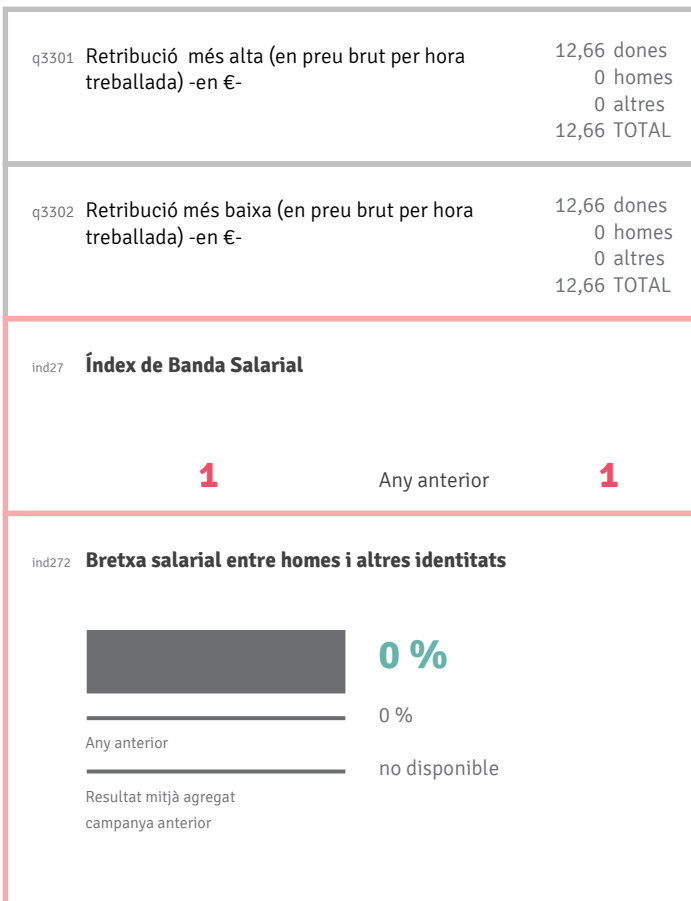 q3301 Retribució més alta (en preu brut per hora
treballada) -en €-
12,66 dones
0 homes
0 altres
12,66 TOTAL
q3302 Retribució més baixa (en preu brut per hora
treballada) -en €-
12,66 dones
0 homes
0 altres
12,66 TOTAL
ind27 Índex de Banda Salarial
1 Any anterior 1
ind272 Bretxa salarial entre homes i altres identitats
0 %
0 %
Any anterior
no disponible
Resultat mitjà agregat
campanya anterior